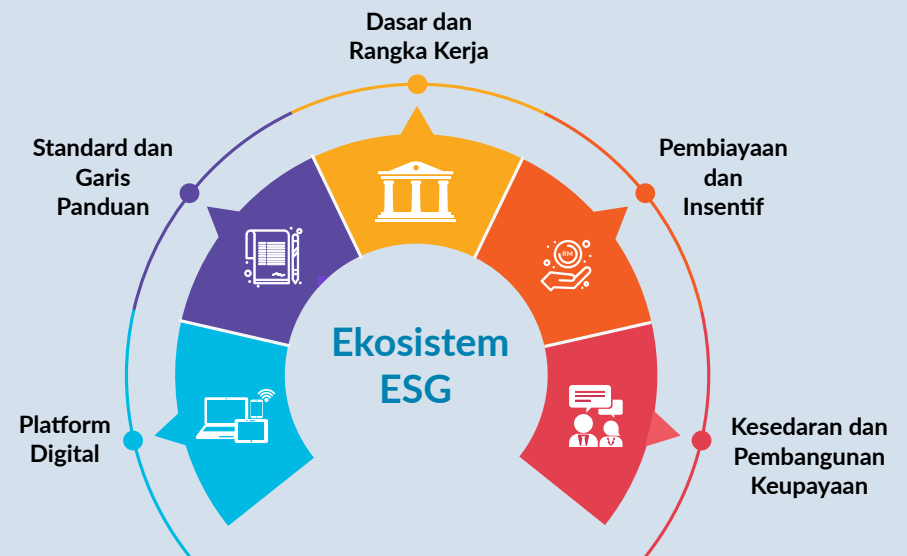 Dasar dan
Rangka Kerja
Standard dan
Garis
Panduan
Pembiayaan
dan
Insentif
RM
Ekosistem
ESG
Platform
Digital
Kesedaran dan
Pembangunan
Keupayaan